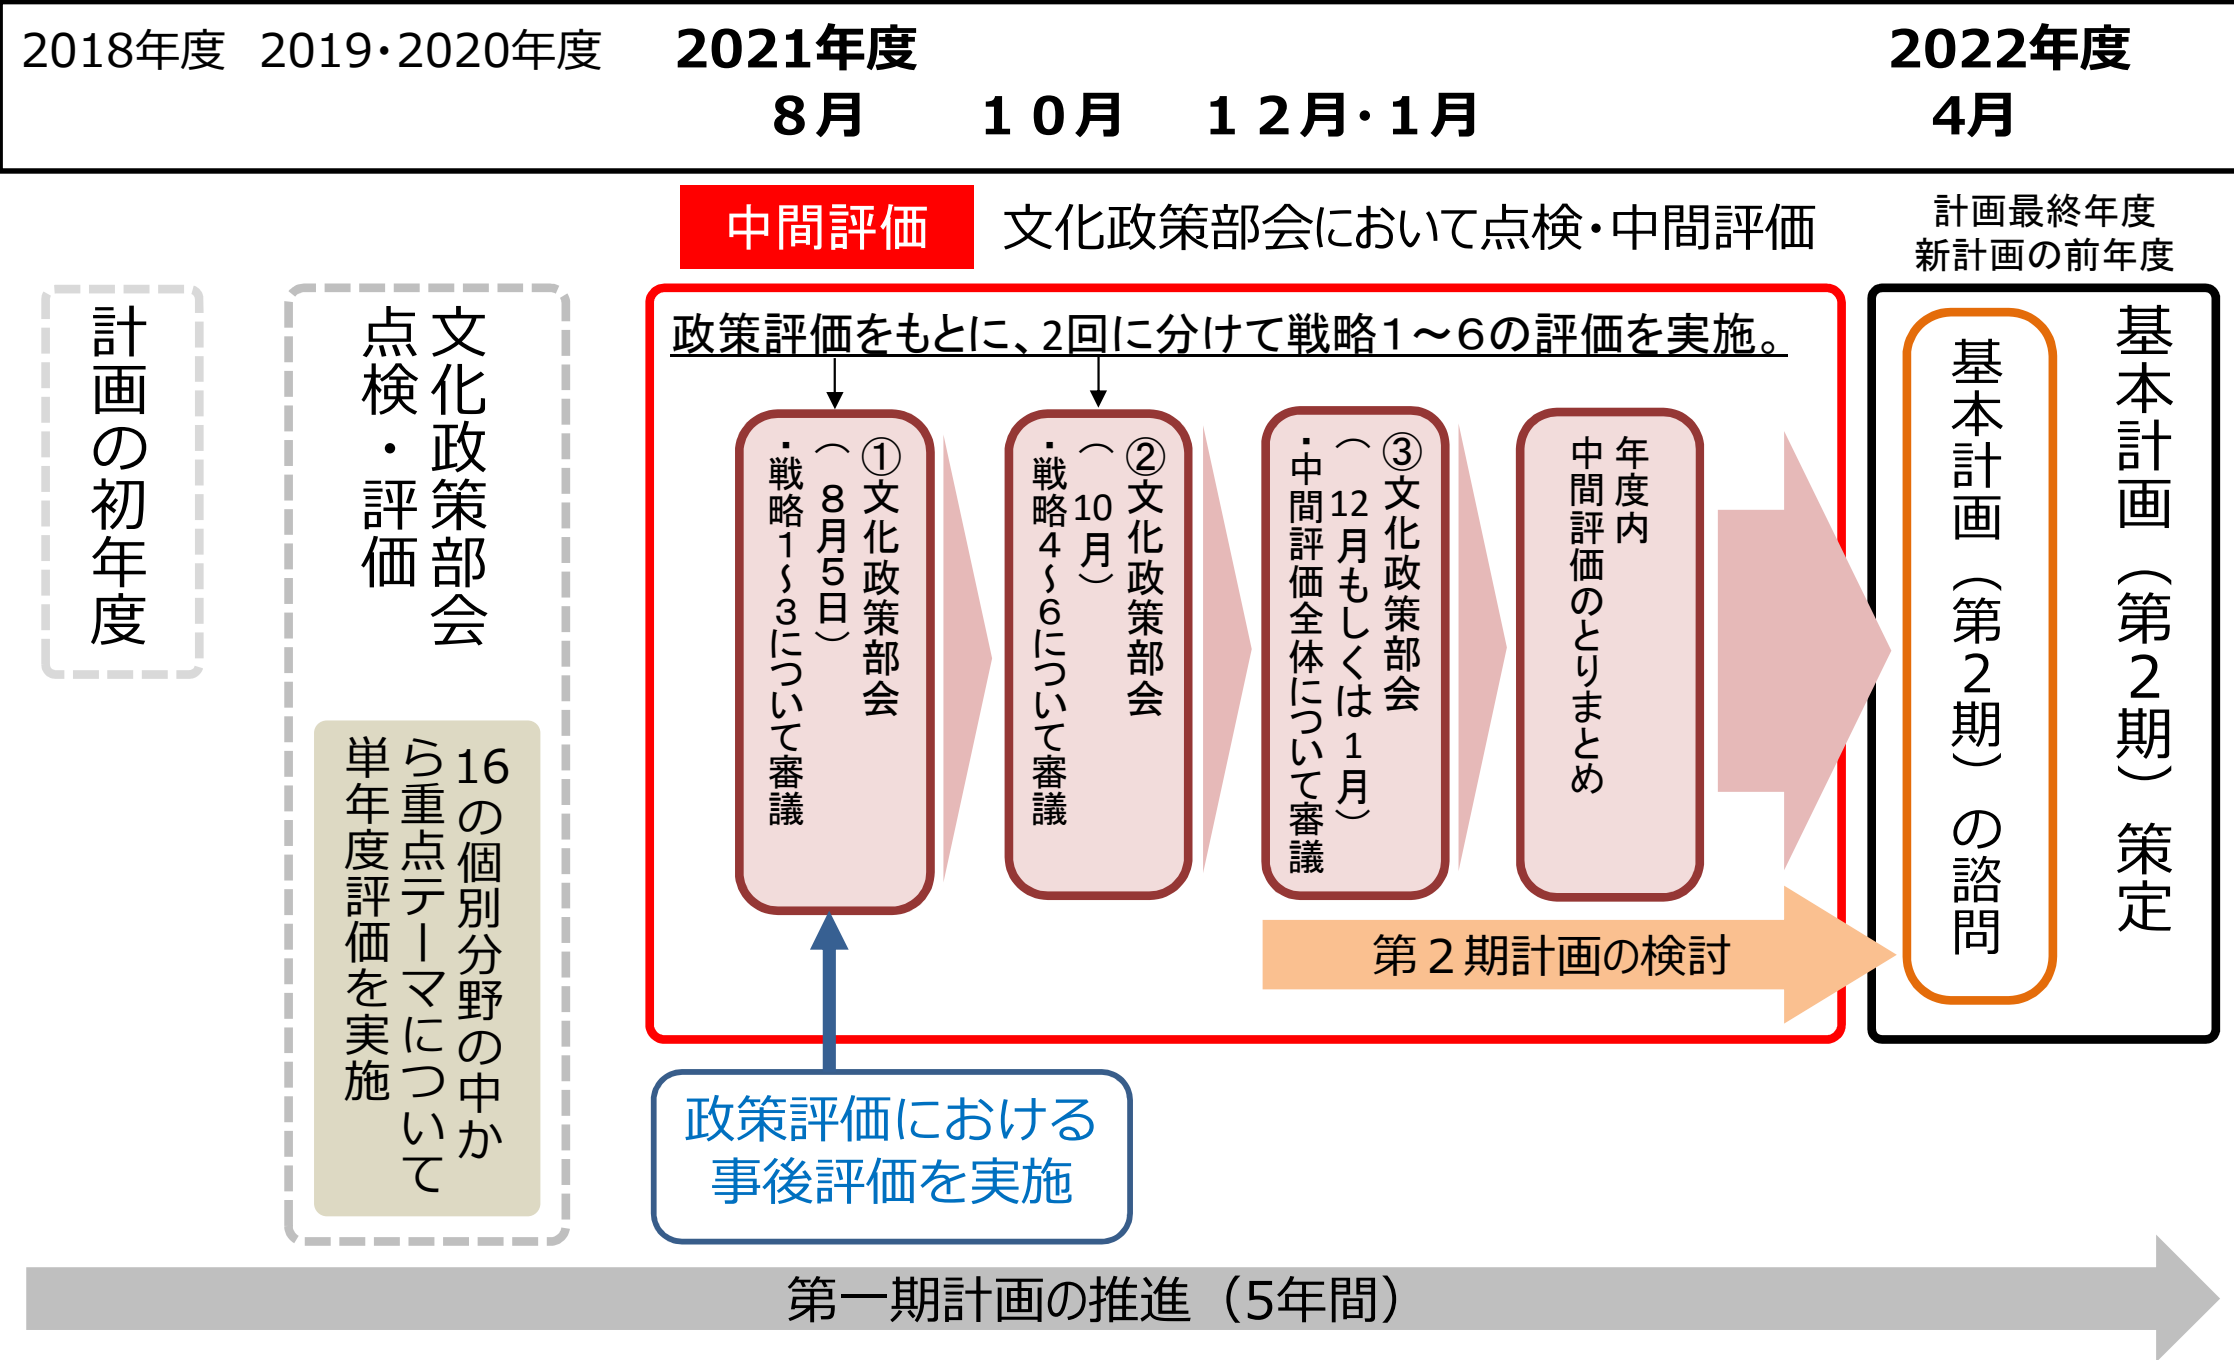 2018年度
2019・2020年度
2021年度
2022年度
８月
１０月
１２月・１月
4月
中間評価
文化政策部会において点検・中間評価
計画最終年度
新計画の前年度
計画の初年度
文化政策部会
点検・評価
16の個別分野の中か
ら重点テーマについて
単年度評価を実施
政策評価をもとに、2回に分けて戦略１～６の評価を実施。
①文化政策部会
（８月５日）
・戦略１～３について審議
②文化政策部会
（10月）
・戦略４～６について審議
③文化政策部会
（12月もしくは１月）
・中間評価全体について審議
年度内
中間評価のとりまとめ
第２期計画の検討
基本計画（第２期）策定
基本計画（第２期）の諮問
政策評価における
事後評価を実施
第一期計画の推進（5年間）